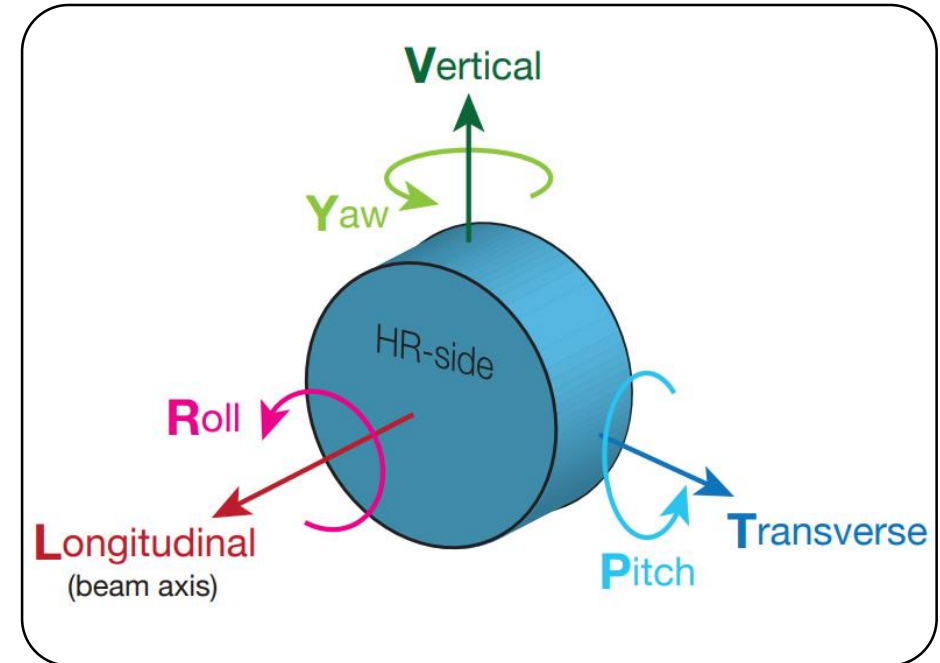 Vertical
Yaw
HR-side
Roll
Longitudinal
(beam axis)
Transverse
Pitch